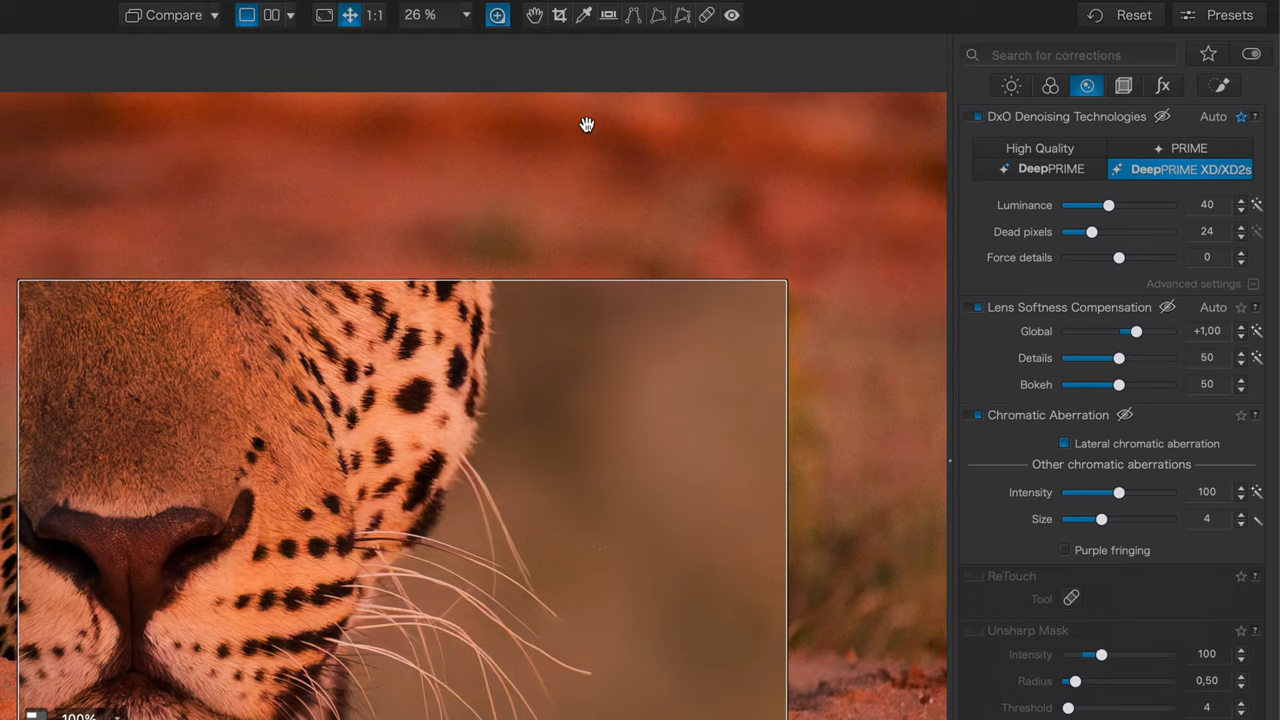 Compare
1:1
26 %
Reset
Presets
Search for corrections
fx
DxO Denoising Technologies
Auto
?
High Quality
PRIME
DeepPRIME
DeepPRIME XD/XD2s
Luminance
40
Dead pixels
24
Force details
0
Advanced settings
Lens Softness Compensation
Auto
?
Global
+1,00
Details
50
Bokeh
50
Chromatic Aberration
?
Lateral chromatic aberration
Other chromatic aberrations
Intensity
100
Size
4
Purple fringing
ReTouch
?
Tool
Unsharp Mask
?
Intensity
100
Radius
0,50
Threshold
4
100%